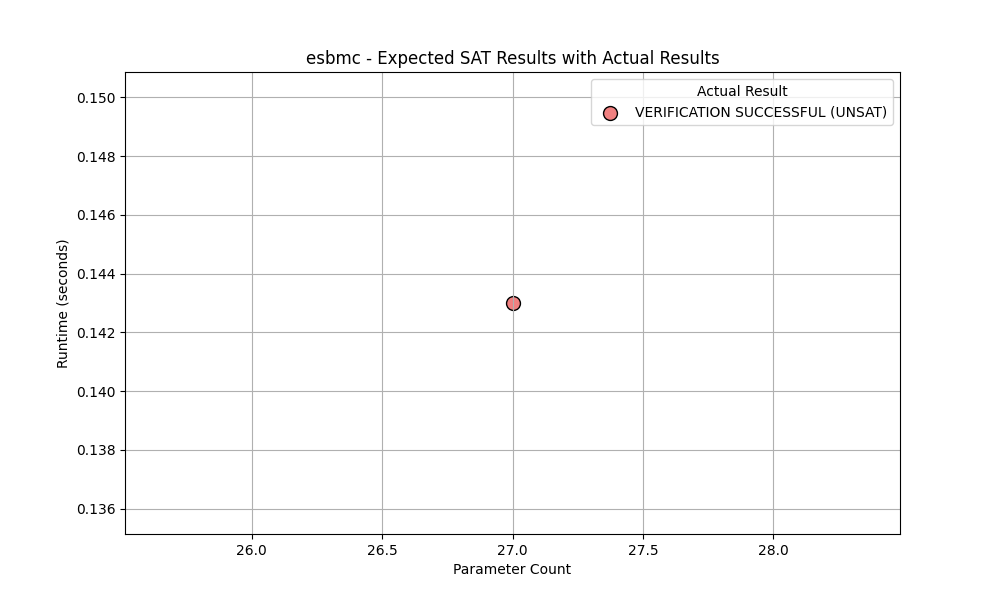 esbmc - Expected SAT Results with Actual Results
Actual Result
VERIFICATION SUCCESSFUL (UNSAT)
Runtime (seconds)
0.150
0.148
0.146
0.144
0.142
0.140
0.138
0.136
26.0 26.5 27.0 27.5 28.0
Parameter Count